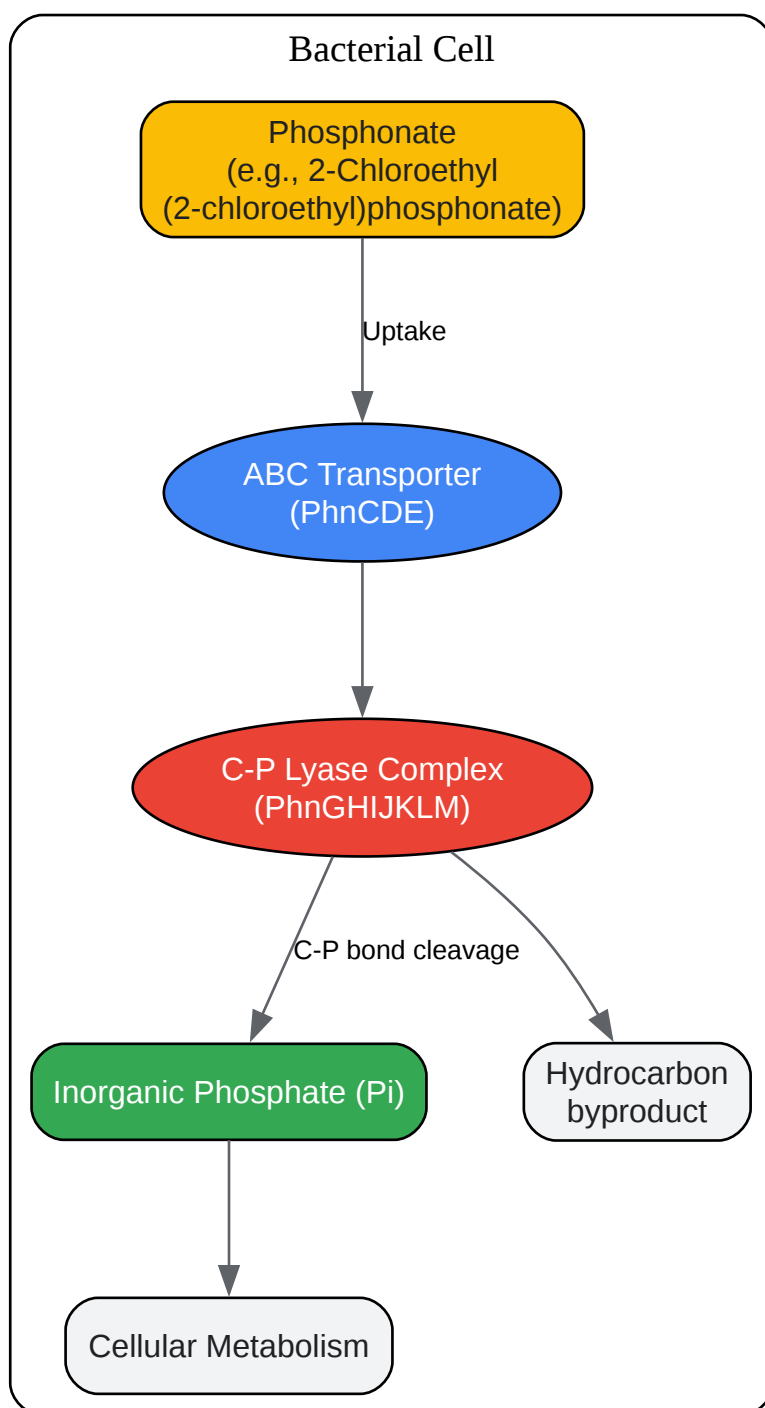 Bacterial Cell
Phosphonate
(e.g., 2-Chloroethyl
(2-chloroethyl)phosphonate)
Uptake
ABC Transporter
(PhnCDE)
C-P Lyase Complex
(PhnGHIJKLM)
C-P bond cleavage
Inorganic Phosphate (Pi)
Hydrocarbon
byproduct
Cellular Metabolism